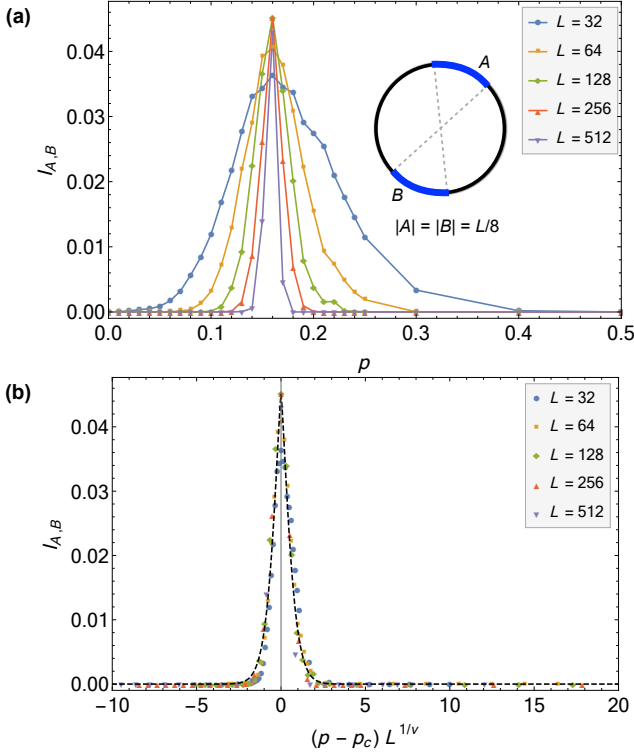 (a)
I_{A,B}
0.04
0.03
0.02
0.01
0.00
0.0 0.1 0.2 0.3 0.4 0.5
p
A
B
|A| = |B| = L/8
L = 32
L = 64
L = 128
L = 256
L = 512
(b)
I_{A,B}
0.04
0.03
0.02
0.01
0.00
−10 −5 0 5 10 15 20
(p − p_c) L^{1/ν}
L = 32
L = 64
L = 128
L = 256
L = 512